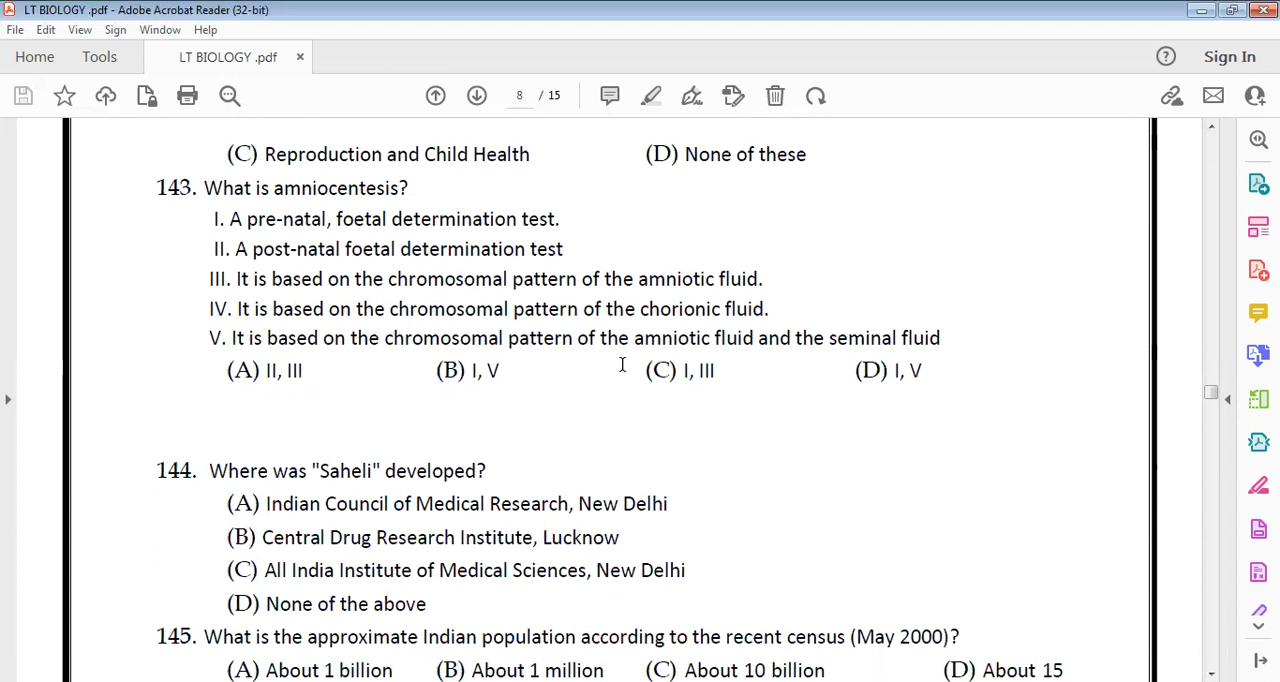 LT BIOLOGY .pdf - Adobe Acrobat Reader (32-bit)
File Edit View Sign Window Help
Home Tools LT BIOLOGY .pdf × ? Sign In
8 / 15
(C) Reproduction and Child Health (D) None of these
143. What is amniocentesis?
I. A pre-natal, foetal determination test.
II. A post-natal foetal determination test
III. It is based on the chromosomal pattern of the amniotic fluid.
IV. It is based on the chromosomal pattern of the chorionic fluid.
V. It is based on the chromosomal pattern of the amniotic fluid and the seminal fluid
(A) II, III (B) I, V (C) I, III (D) I, V
144. Where was "Saheli" developed?
(A) Indian Council of Medical Research, New Delhi
(B) Central Drug Research Institute, Lucknow
(C) All India Institute of Medical Sciences, New Delhi
(D) None of the above
145. What is the approximate Indian population according to the recent census (May 2000)?
(A) About 1 billion (B) About 1 million (C) About 10 billion (D) About 15